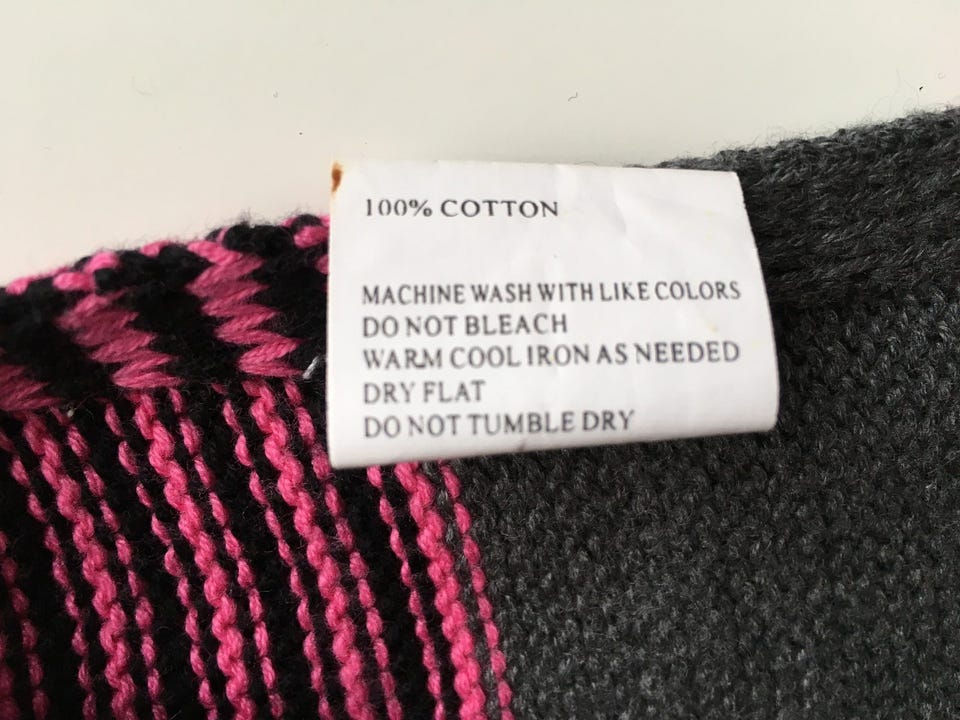 100% COTTON
MACHINE WASH WITH LIKE COLORS
DO NOT BLEACH
WARM COOL IRON AS NEEDED
DRY FLAT
DO NOT TUMBLE DRY